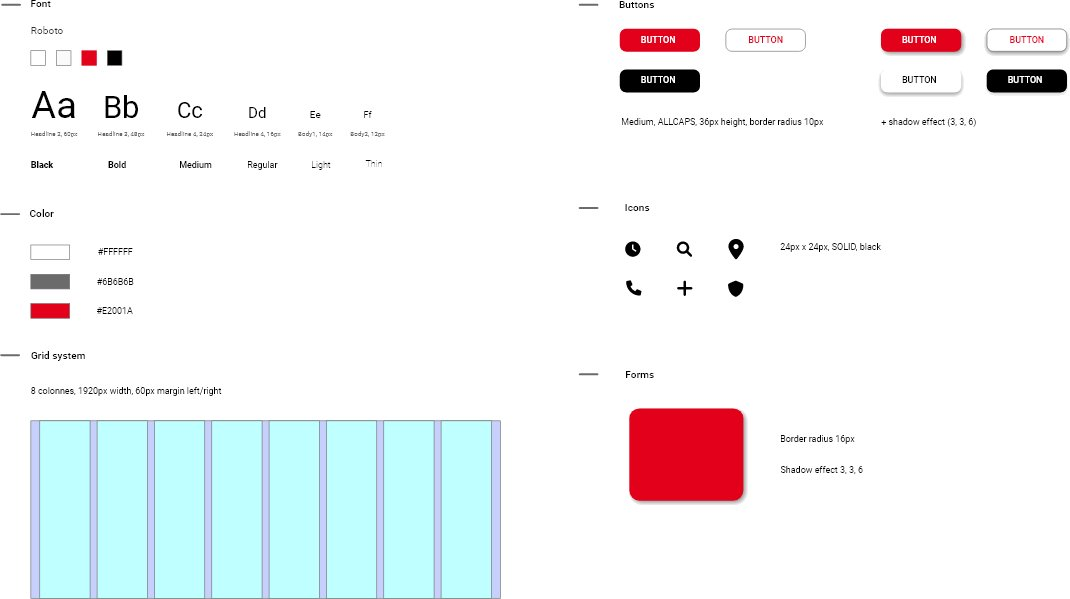 Font
Roboto
Aa Bb Cc Dd Ee Ff
Headline 2, 60px Headline 3, 48px Headline 4, 34px Headline 4, 16px Body1, 14px Body2, 12px
Black Bold Medium Regular Light Thin
Color
#FFFFFF
#6B6B6B
#E2001A
Grid system
8 colonnes, 1920px width, 60px margin left/right
Buttons
BUTTON BUTTON BUTTON BUTTON
BUTTON BUTTON BUTTON
Medium, ALLCAPS, 36px height, border radius 10px + shadow effect (3, 3, 6)
Icons
24px x 24px, SOLID, black
Forms
Border radius 16px
Shadow effect 3, 3, 6